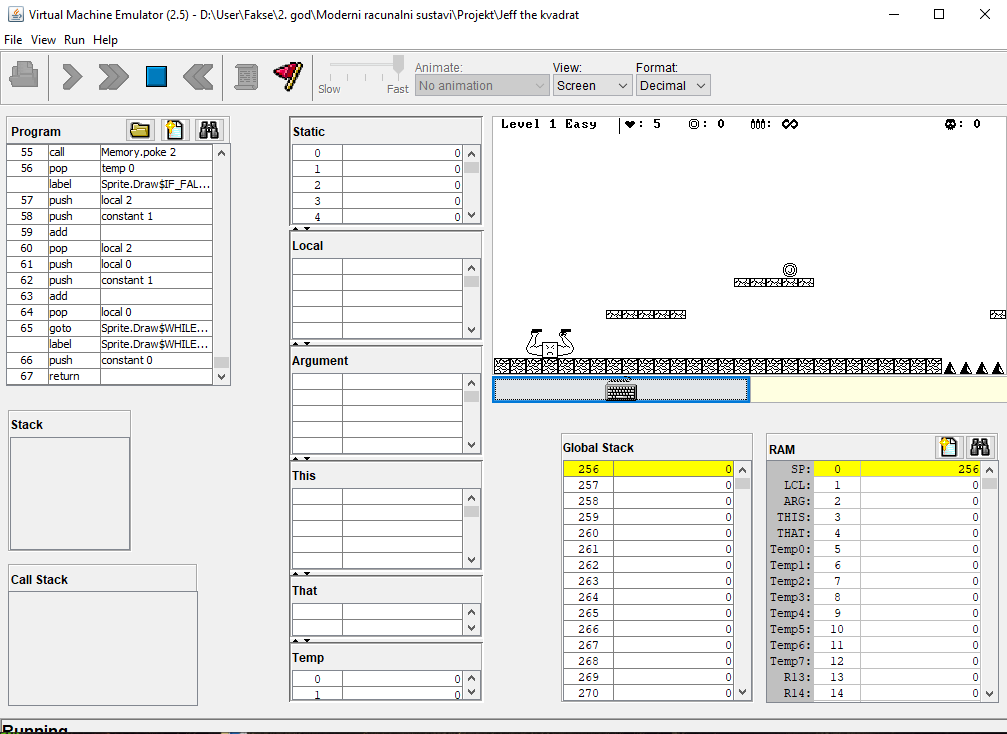 Virtual Machine Emulator (2.5) - D:\User\Fakse\2. god\Moderni racunalni sustavi\Projekt\Jeff the kvadrat
File View Run Help
Slow Fast
Animate:
No animation
View:
Screen
Format:
Decimal
Program
55 call Memory.poke 2
56 pop temp 0
label Sprite.Draw$IF_FAL...
57 push local 2
58 push constant 1
59 add
60 pop local 2
61 push local 0
62 push constant 1
63 add
64 pop local 0
65 goto Sprite.Draw$WHILE...
label Sprite.Draw$WHILE...
66 push constant 0
67 return
Stack
Call Stack
Static
0 0
1 0
2 0
3 0
4 0
Local
Argument
This
That
Temp
0 0
1 0
Level 1 Easy : 5 : 0 : ∞ : 0
Global Stack
256 0
257 0
258 0
259 0
260 0
261 0
262 0
263 0
264 0
265 0
266 0
267 0
268 0
269 0
270 0
RAM
SP: 0 256
LCL: 1 0
ARG: 2 0
THIS: 3 0
THAT: 4 0
Temp0: 5 0
Temp1: 6 0
Temp2: 7 0
Temp3: 8 0
Temp4: 9 0
Temp5: 10 0
Temp6: 11 0
Temp7: 12 0
R13: 13 0
R14: 14 0
Running